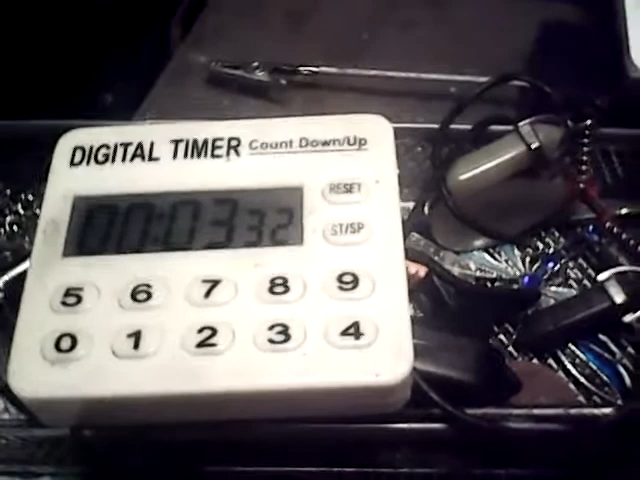 DIGITAL TIMER Count Down/Up
RESET
00:03 32
ST/SP
5 6 7 8 9
0 1 2 3 4